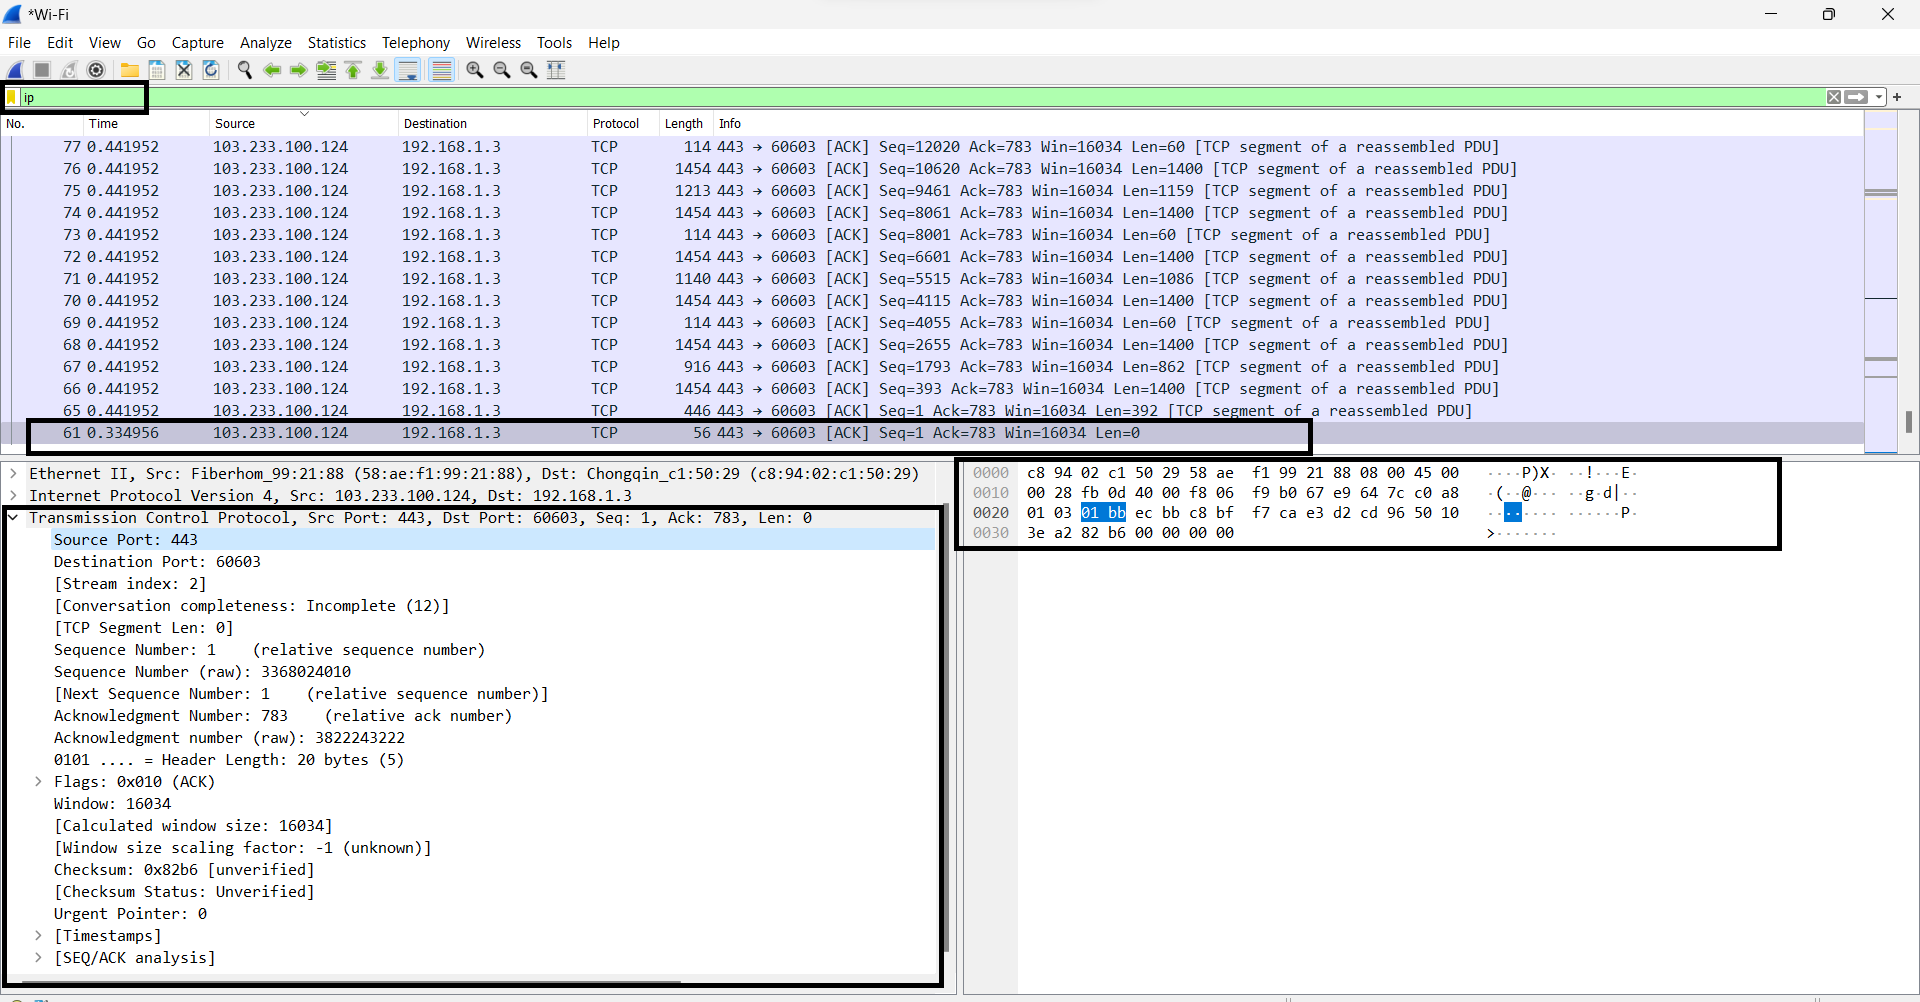 *Wi-Fi
File Edit View Go Capture Analyze Statistics Telephony Wireless Tools Help
ip
No. Time Source Destination Protocol Length Info
77 0.441952 103.233.100.124 192.168.1.3 TCP 114 443 → 60603 [ACK] Seq=12020 Ack=783 Win=16034 Len=60 [TCP segment of a reassembled PDU]
76 0.441952 103.233.100.124 192.168.1.3 TCP 1454 443 → 60603 [ACK] Seq=10620 Ack=783 Win=16034 Len=1400 [TCP segment of a reassembled PDU]
75 0.441952 103.233.100.124 192.168.1.3 TCP 1213 443 → 60603 [ACK] Seq=9461 Ack=783 Win=16034 Len=1159 [TCP segment of a reassembled PDU]
74 0.441952 103.233.100.124 192.168.1.3 TCP 1454 443 → 60603 [ACK] Seq=8061 Ack=783 Win=16034 Len=1400 [TCP segment of a reassembled PDU]
73 0.441952 103.233.100.124 192.168.1.3 TCP 114 443 → 60603 [ACK] Seq=8001 Ack=783 Win=16034 Len=60 [TCP segment of a reassembled PDU]
72 0.441952 103.233.100.124 192.168.1.3 TCP 1454 443 → 60603 [ACK] Seq=6601 Ack=783 Win=16034 Len=1400 [TCP segment of a reassembled PDU]
71 0.441952 103.233.100.124 192.168.1.3 TCP 1140 443 → 60603 [ACK] Seq=5515 Ack=783 Win=16034 Len=1086 [TCP segment of a reassembled PDU]
70 0.441952 103.233.100.124 192.168.1.3 TCP 1454 443 → 60603 [ACK] Seq=4115 Ack=783 Win=16034 Len=1400 [TCP segment of a reassembled PDU]
69 0.441952 103.233.100.124 192.168.1.3 TCP 114 443 → 60603 [ACK] Seq=4055 Ack=783 Win=16034 Len=60 [TCP segment of a reassembled PDU]
68 0.441952 103.233.100.124 192.168.1.3 TCP 1454 443 → 60603 [ACK] Seq=2655 Ack=783 Win=16034 Len=1400 [TCP segment of a reassembled PDU]
67 0.441952 103.233.100.124 192.168.1.3 TCP 916 443 → 60603 [ACK] Seq=1793 Ack=783 Win=16034 Len=862 [TCP segment of a reassembled PDU]
66 0.441952 103.233.100.124 192.168.1.3 TCP 1454 443 → 60603 [ACK] Seq=393 Ack=783 Win=16034 Len=1400 [TCP segment of a reassembled PDU]
65 0.441952 103.233.100.124 192.168.1.3 TCP 446 443 → 60603 [ACK] Seq=1 Ack=783 Win=16034 Len=392 [TCP segment of a reassembled PDU]
61 0.334956 103.233.100.124 192.168.1.3 TCP 56 443 → 60603 [ACK] Seq=1 Ack=783 Win=16034 Len=0
Ethernet II, Src: Fiberhom_99:21:88 (58:ae:f1:99:21:88), Dst: Chongqin_c1:50:29 (c8:94:02:c1:50:29)
Internet Protocol Version 4, Src: 103.233.100.124, Dst: 192.168.1.3
Transmission Control Protocol, Src Port: 443, Dst Port: 60603, Seq: 1, Ack: 783, Len: 0
Source Port: 443
Destination Port: 60603
[Stream index: 2]
[Conversation completeness: Incomplete (12)]
[TCP Segment Len: 0]
Sequence Number: 1 (relative sequence number)
Sequence Number (raw): 3368024010
[Next Sequence Number: 1 (relative sequence number)]
Acknowledgment Number: 783 (relative ack number)
Acknowledgment number (raw): 3822243222
0101 .... = Header Length: 20 bytes (5)
Flags: 0x010 (ACK)
Window: 16034
[Calculated window size: 16034]
[Window size scaling factor: -1 (unknown)]
Checksum: 0x82b6 [unverified]
[Checksum Status: Unverified]
Urgent Pointer: 0
[Timestamps]
[SEQ/ACK analysis]
0000 c8 94 02 c1 50 29 58 ae f1 99 21 88 08 00 45 00 ····P)X· ··!···E·
0010 00 28 fb 0d 40 00 f8 06 f9 b0 67 e9 64 7c c0 a8 ·(··@··· ··g·d|··
0020 01 03 01 bb ec bb c8 bf f7 ca e3 d2 cd 96 50 10 ········ ······P·
0030 3e a2 82 b6 00 00 00 00 >·······